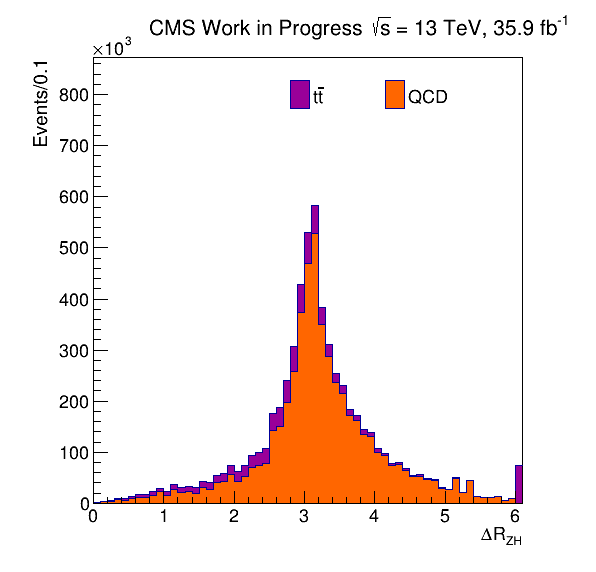 CMS Work in Progress √s = 13 TeV, 35.9 fb⁻¹
×10³
Events/0.1
tt̄
QCD
800
700
600
500
400
300
200
100
0
0 1 2 3 4 5 6
ΔR_ZH